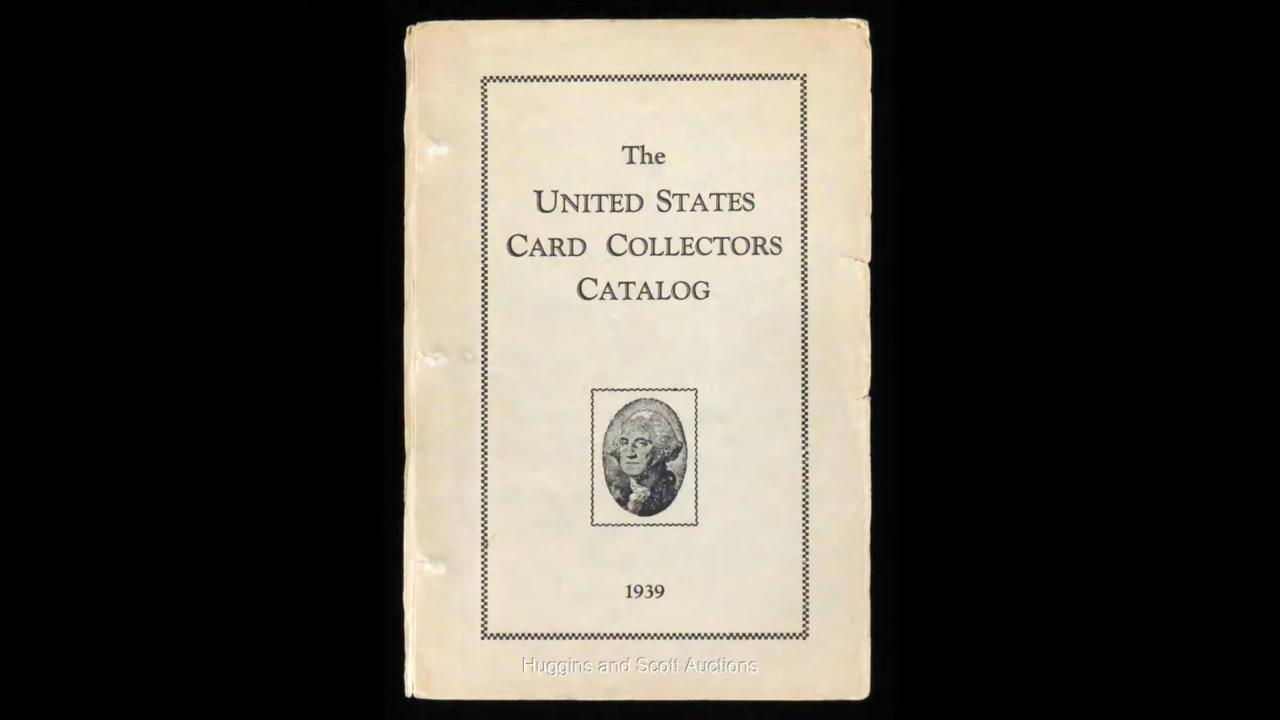 The
UNITED STATES
CARD COLLECTORS
CATALOG
1939
Huggins and Scott Auctions